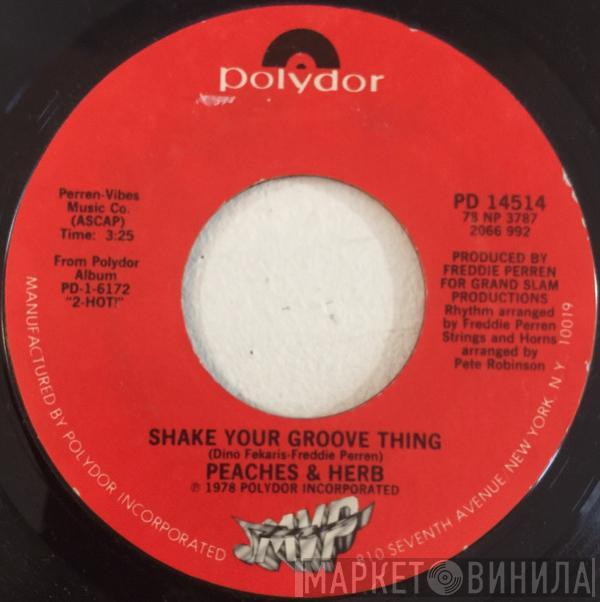 polydor
Perren-Vibes
Music Co.
(ASCAP)
Time: 3:25
From Polydor
Album
PD-1-6172
"2-HOT!"
PD 14514
78 NP 3787
2066 992
PRODUCED BY
FREDDIE PERREN
FOR GRAND SLAM
PRODUCTIONS
Rhythm arranged
by Freddie Perren
Strings and Horns
arranged by
Pete Robinson
SHAKE YOUR GROOVE THING
(Dino Fekaris-Freddie Perren)
PEACHES & HERB
℗ 1978 POLYDOR INCORPORATED
MVP
MANUFACTURED BY POLYDOR INCORPORATED
810 SEVENTH AVENUE NEW YORK, N.Y. 10019
МАРКЕТ ВИНИЛА